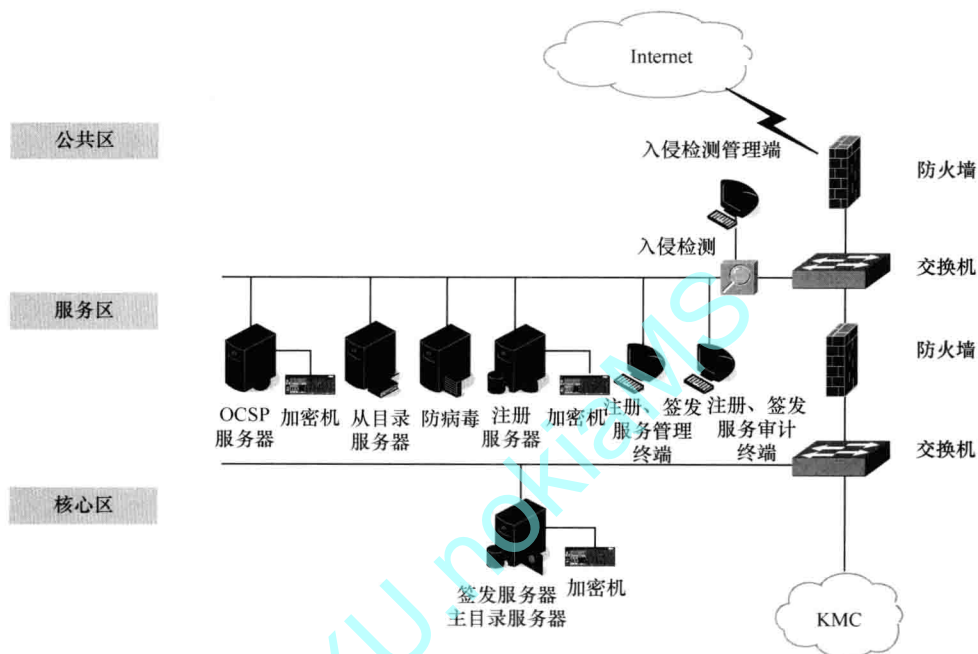 Internet
公共区
入侵检测管理端
防火墙
入侵检测
交换机
服务区
防火墙
OCSP
服务器
加密机
从目录
服务器
防病毒
注册
服务器
加密机
注册、签发
服务管理
终端
注册、签发
服务审计
终端
交换机
核心区
签发服务器
主目录服务器
加密机
KMC
KU.nokiaMS